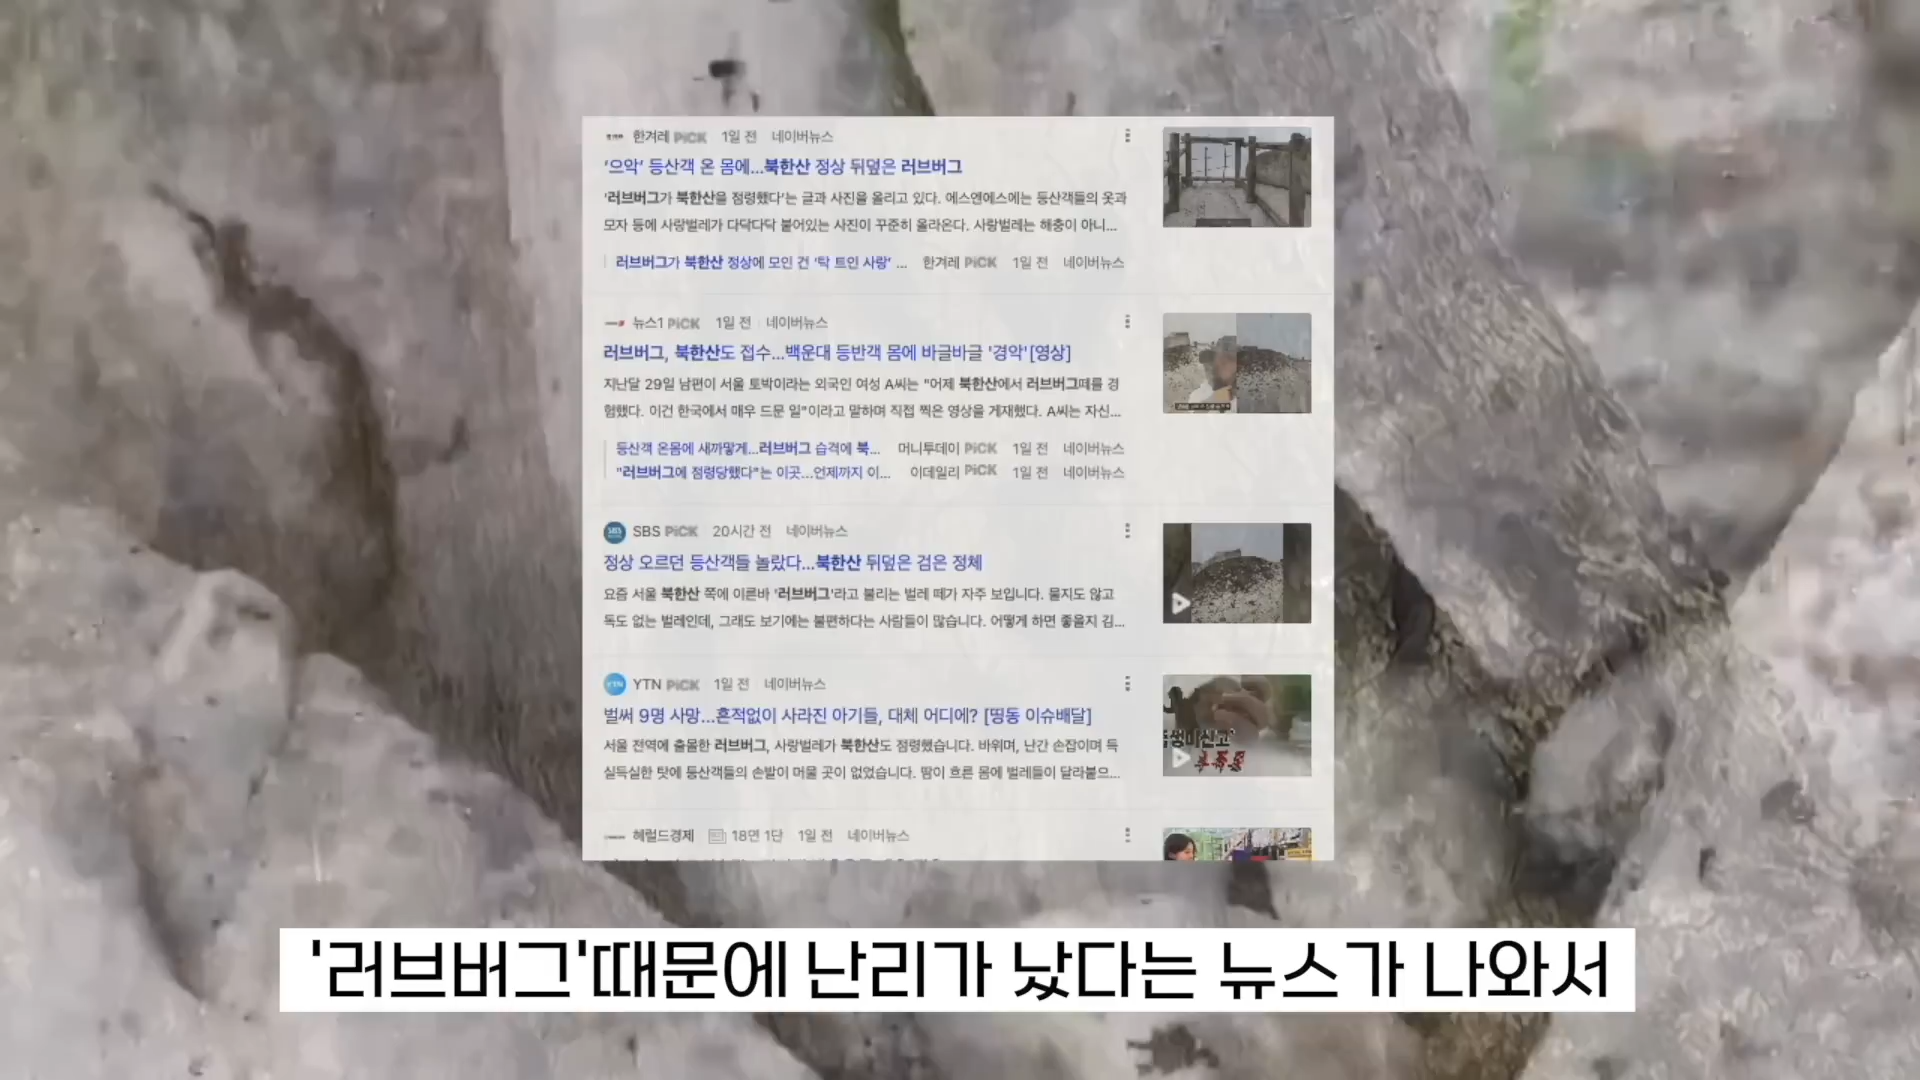 한겨레 PiCK 1일 전 네이버뉴스
'으악' 등산객 온 몸에...북한산 정상 뒤덮은 러브버그
'러브버그가 북한산을 점령했다'는 글과 사진을 올리고 있다. 에스엔에스에는 등산객들의 옷과
모자 등에 사랑벌레가 다닥다닥 붙어있는 사진이 꾸준히 올라온다. 사랑벌레는 해충이 아니...
러브버그가 북한산 정상에 모인 건 '탁 트인 사랑' ... 한겨레 PiCK 1일 전 네이버뉴스
뉴스1 PiCK 1일 전 네이버뉴스
러브버그, 북한산도 접수...백운대 등반객 몸에 바글바글 '경악'[영상]
지난달 29일 남편이 서울 토박이라는 외국인 여성 A씨는 "어제 북한산에서 러브버그떼를 경
험했다. 이건 한국에서 매우 드문 일"이라고 말하며 직접 찍은 영상을 게재했다. A씨는 자신...
등산객 온몸에 새까맣게...러브버그 습격에 북... 머니투데이 PiCK 1일 전 네이버뉴스
"러브버그에 점령당했다"는 이곳...언제까지 이... 이데일리 PiCK 1일 전 네이버뉴스
SBS PiCK 20시간 전 네이버뉴스
정상 오르던 등산객들 놀랐다...북한산 뒤덮은 검은 정체
요즘 서울 북한산 쪽에 이른바 '러브버그'라고 불리는 벌레 떼가 자주 보입니다. 물지도 않고
독도 없는 벌레인데, 그래도 보기에는 불편하다는 사람들이 많습니다. 어떻게 하면 좋을지 김...
YTN PiCK 1일 전 네이버뉴스
벌써 9명 사망...흔적없이 사라진 아기들, 대체 어디에? [띵동 이슈배달]
서울 전역에 출몰한 러브버그, 사랑벌레가 북한산도 점령했습니다. 바위며, 난간 손잡이며 득
실득실한 탓에 등산객들의 손발이 머물 곳이 없었습니다. 땀이 흐른 몸에 벌레들이 달라붙으...
헤럴드경제 18면 1단 1일 전 네이버뉴스
'러브버그'때문에 난리가 났다는 뉴스가 나와서